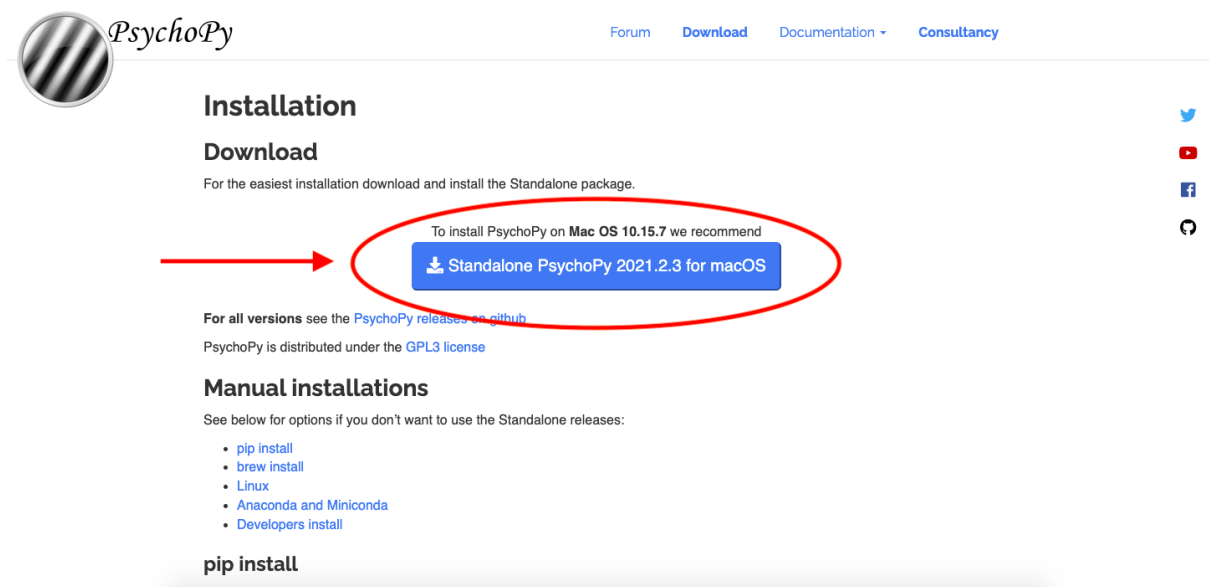 PsychoPy
Forum Download Documentation Consultancy
Installation
Download
For the easiest installation download and install the Standalone package.
To install PsychoPy on Mac OS 10.15.7 we recommend
Standalone PsychoPy 2021.2.3 for macOS
For all versions see the PsychoPy releases on github
PsychoPy is distributed under the GPL3 license
Manual installations
See below for options if you don't want to use the Standalone releases:
• pip install
• brew install
• Linux
• Anaconda and Miniconda
• Developers install
pip install